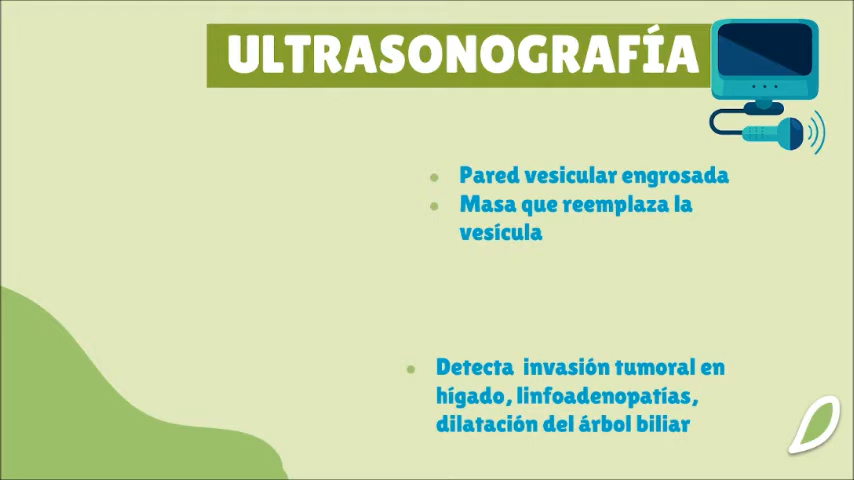 ULTRASONOGRAFÍA
Pared vesicular engrosada
Masa que reemplaza la
vesícula
Detecta invasión tumoral en
hígado, linfoadenopatías,
dilatación del árbol biliar